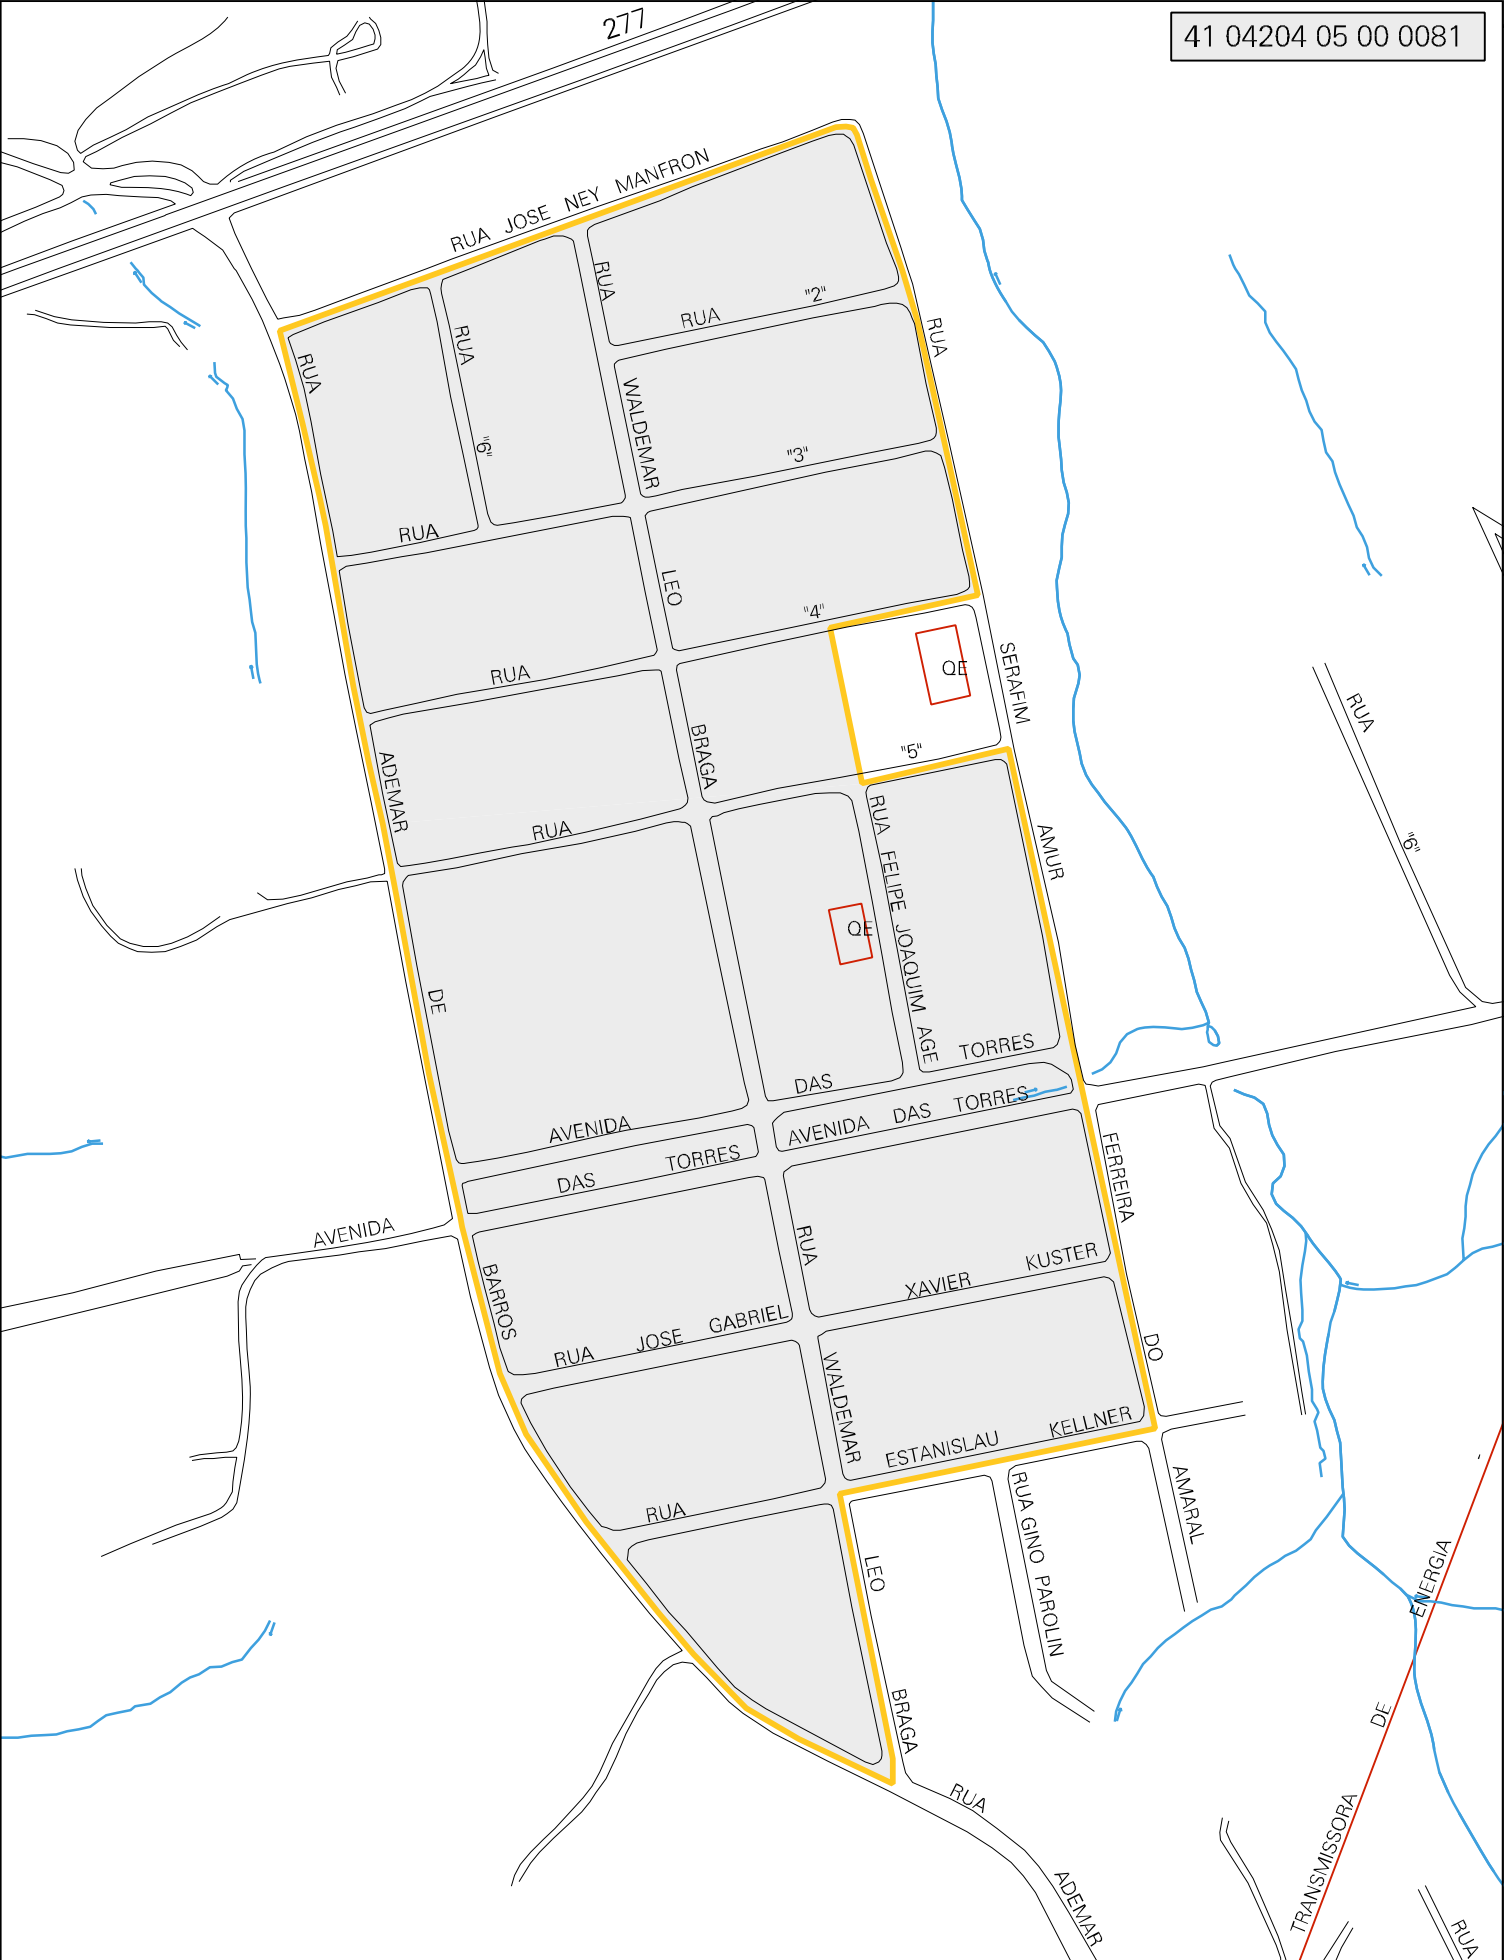 277
41 04204 05 00 0081
RUA JOSE NEY MANFRON
RUA
RUA
RUA
RUA "2"
RUA
"6"
WALDEMAR
"3"
RUA
LEO
"4"
QE
RUA
SERAFIM
RUA
"6"
BRAGA
"5"
ADEMAR
RUA
RUA FELIPE JOAQUIM AGE
AMUR
QE
DE
AVENIDA DAS TORRES
AVENIDA DAS TORRES
DAS TORRES
AVENIDA
FERREIRA
BARROS
RUA
RUA JOSE GABRIEL XAVIER KUSTER
DO
WALDEMAR
RUA ESTANISLAU KELLNER
AMARAL
RUA GINO PAROLIN
LEO
BRAGA
RUA
ADEMAR
TRANSMISSORA DE ENERGIA
RUA